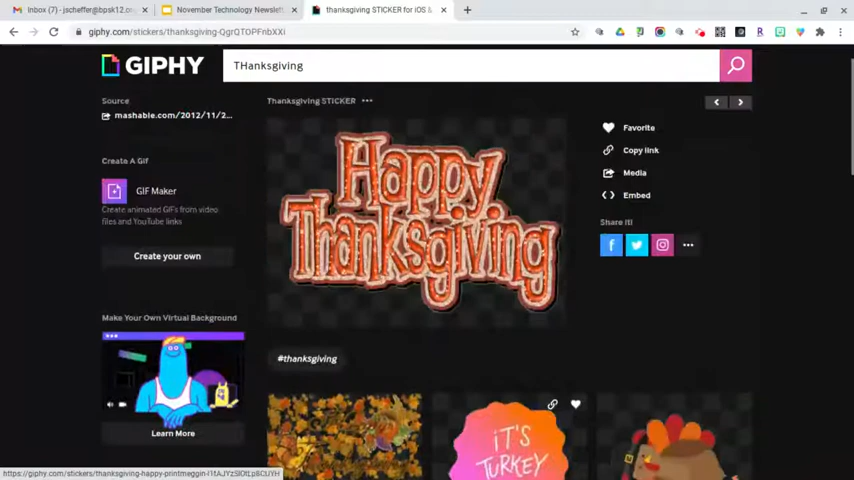 Inbox (7) - jscheffer@bpsk12.o
November Technology Newslett
thanksgiving STICKER for iOS &
giphy.com/stickers/thanksgiving-QgrQTOPFnbXXi
GIPHY
THanksgiving
Source
mashable.com/2012/11/2...
Thanksgiving STICKER
Happy
Thanksgiving
Favorite
Copy link
Media
Embed
Share It!
Create A Gif
GIF Maker
Create animated GIFs from video
files and YouTube links
Create your own
Make Your Own Virtual Background
Learn More
#thanksgiving
iT'S
TURKEY